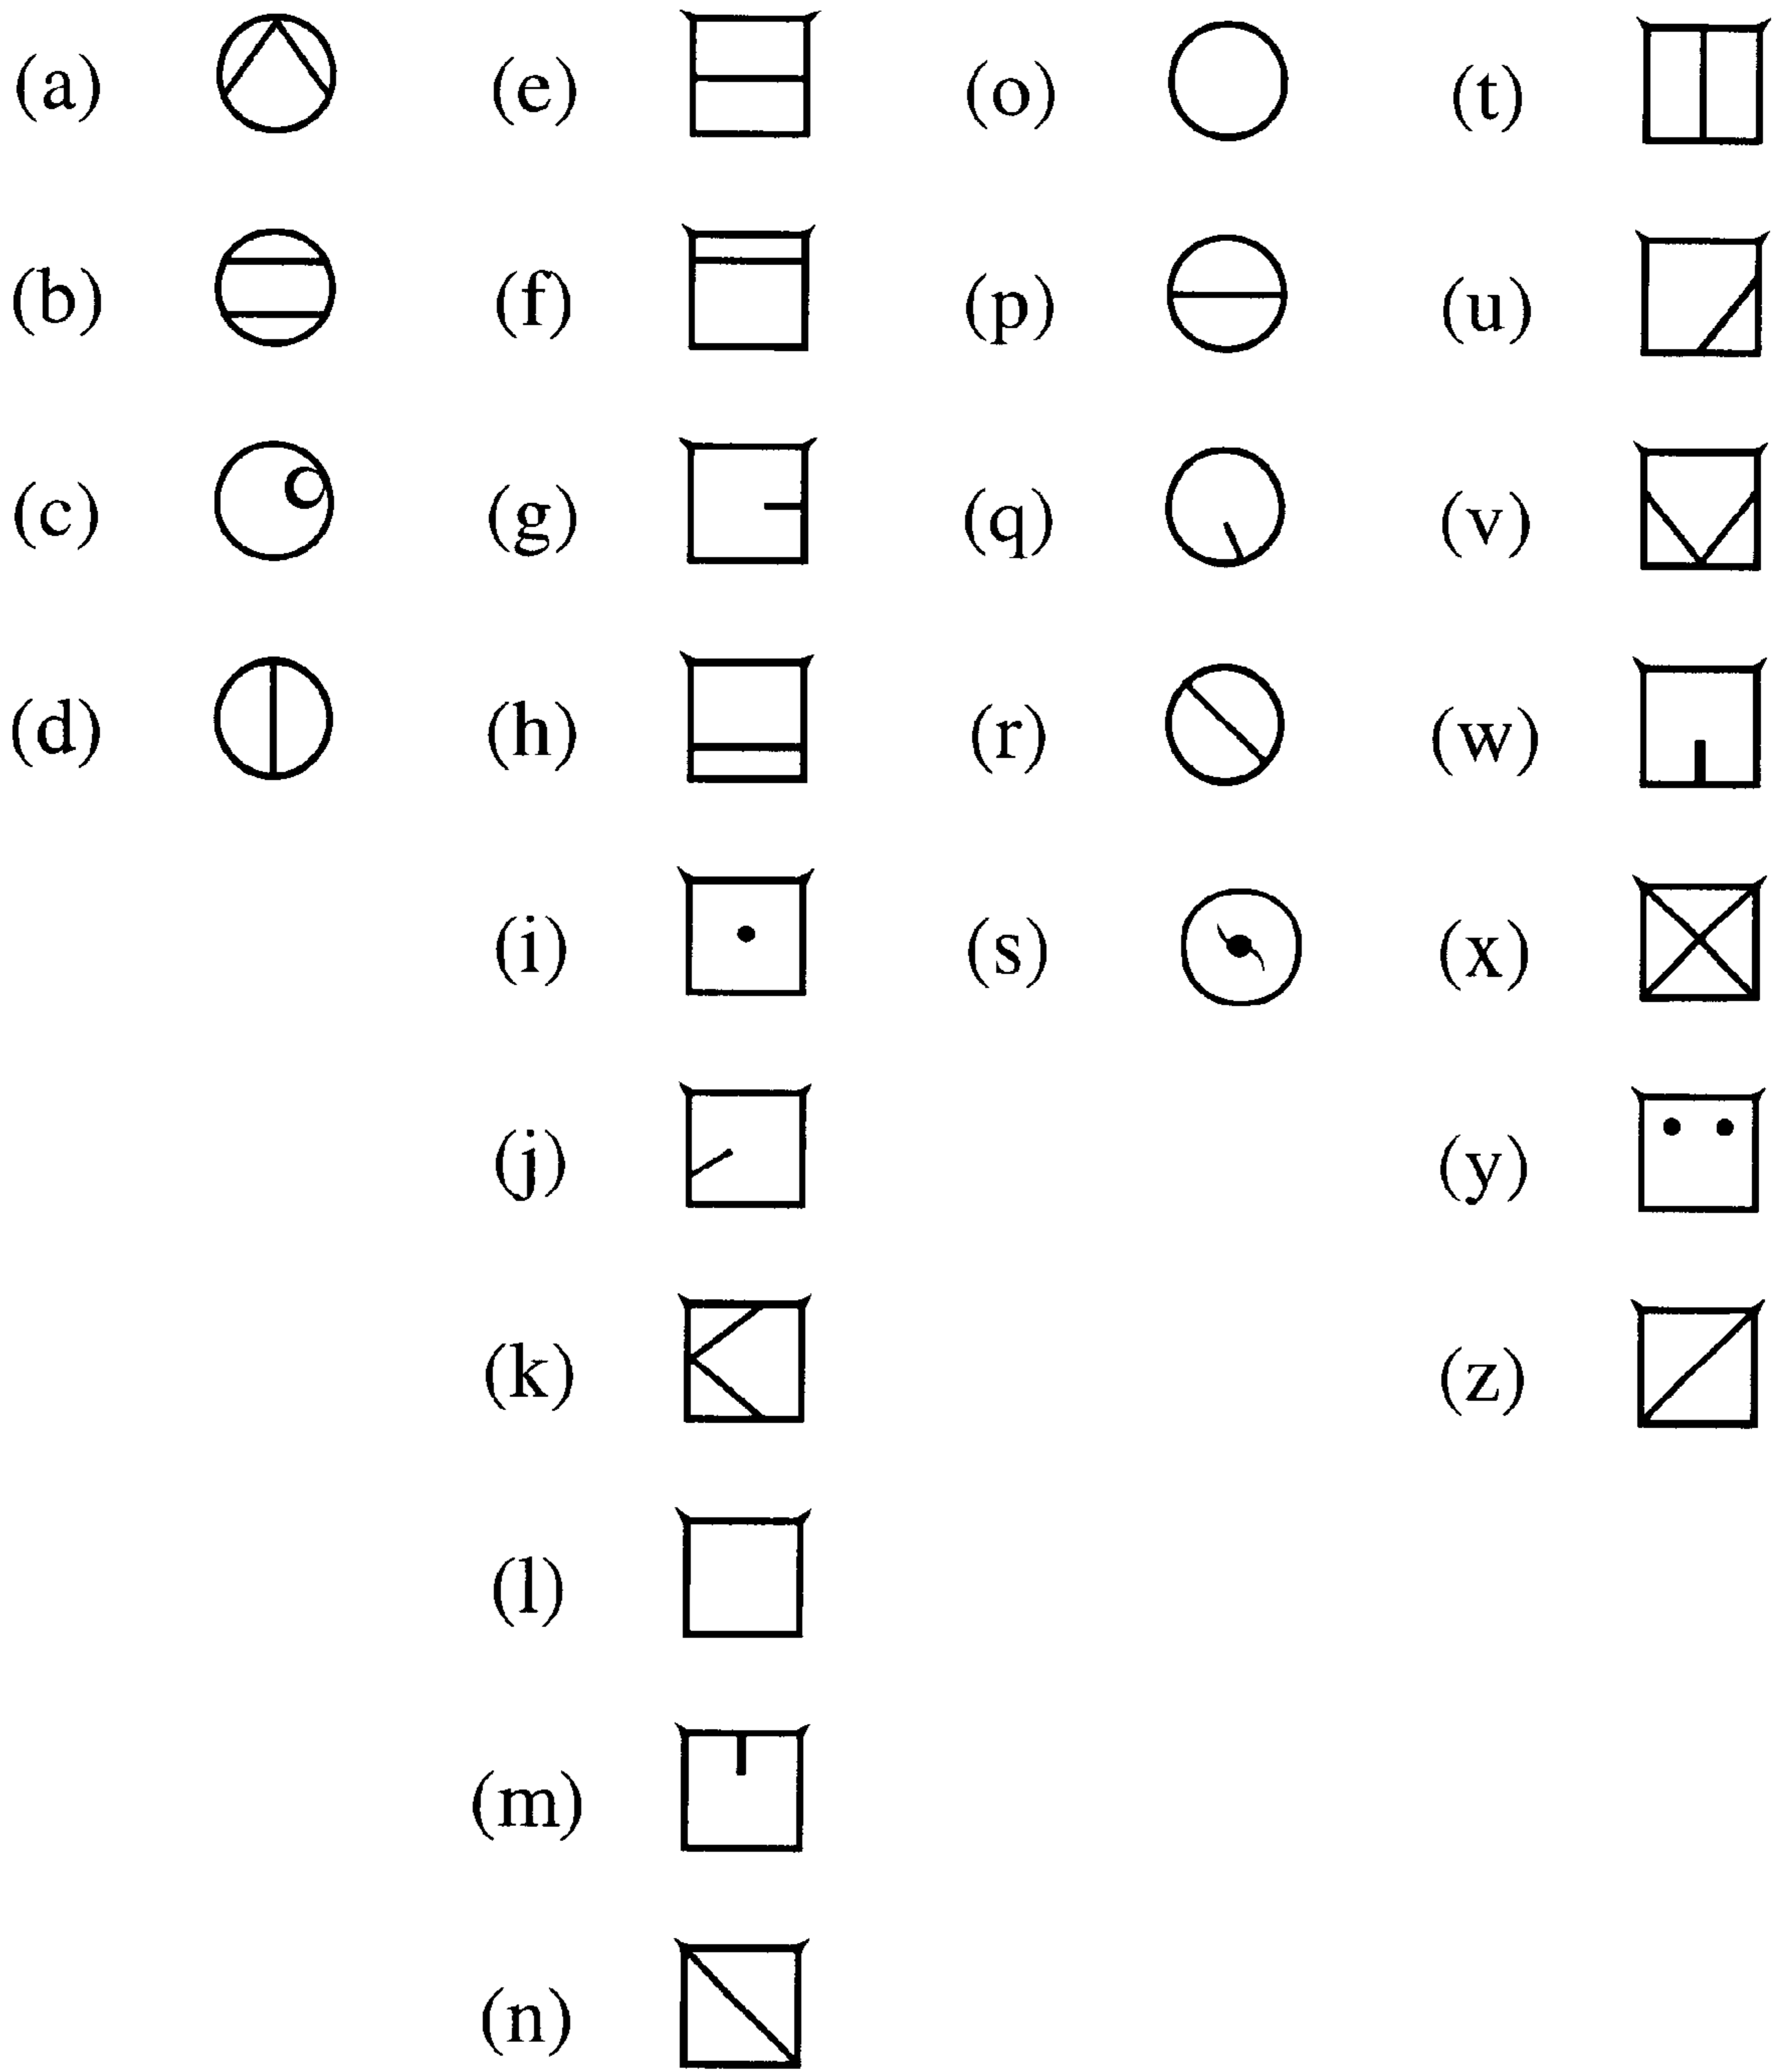 (a) (e) (o) (t)
(b) (f) (p) (u)
(c) (g) (q) (v)
(d) (h) (r) (w)
(i) (s) (x)
(j) (y)
(k) (z)
(l)
(m)
(n)